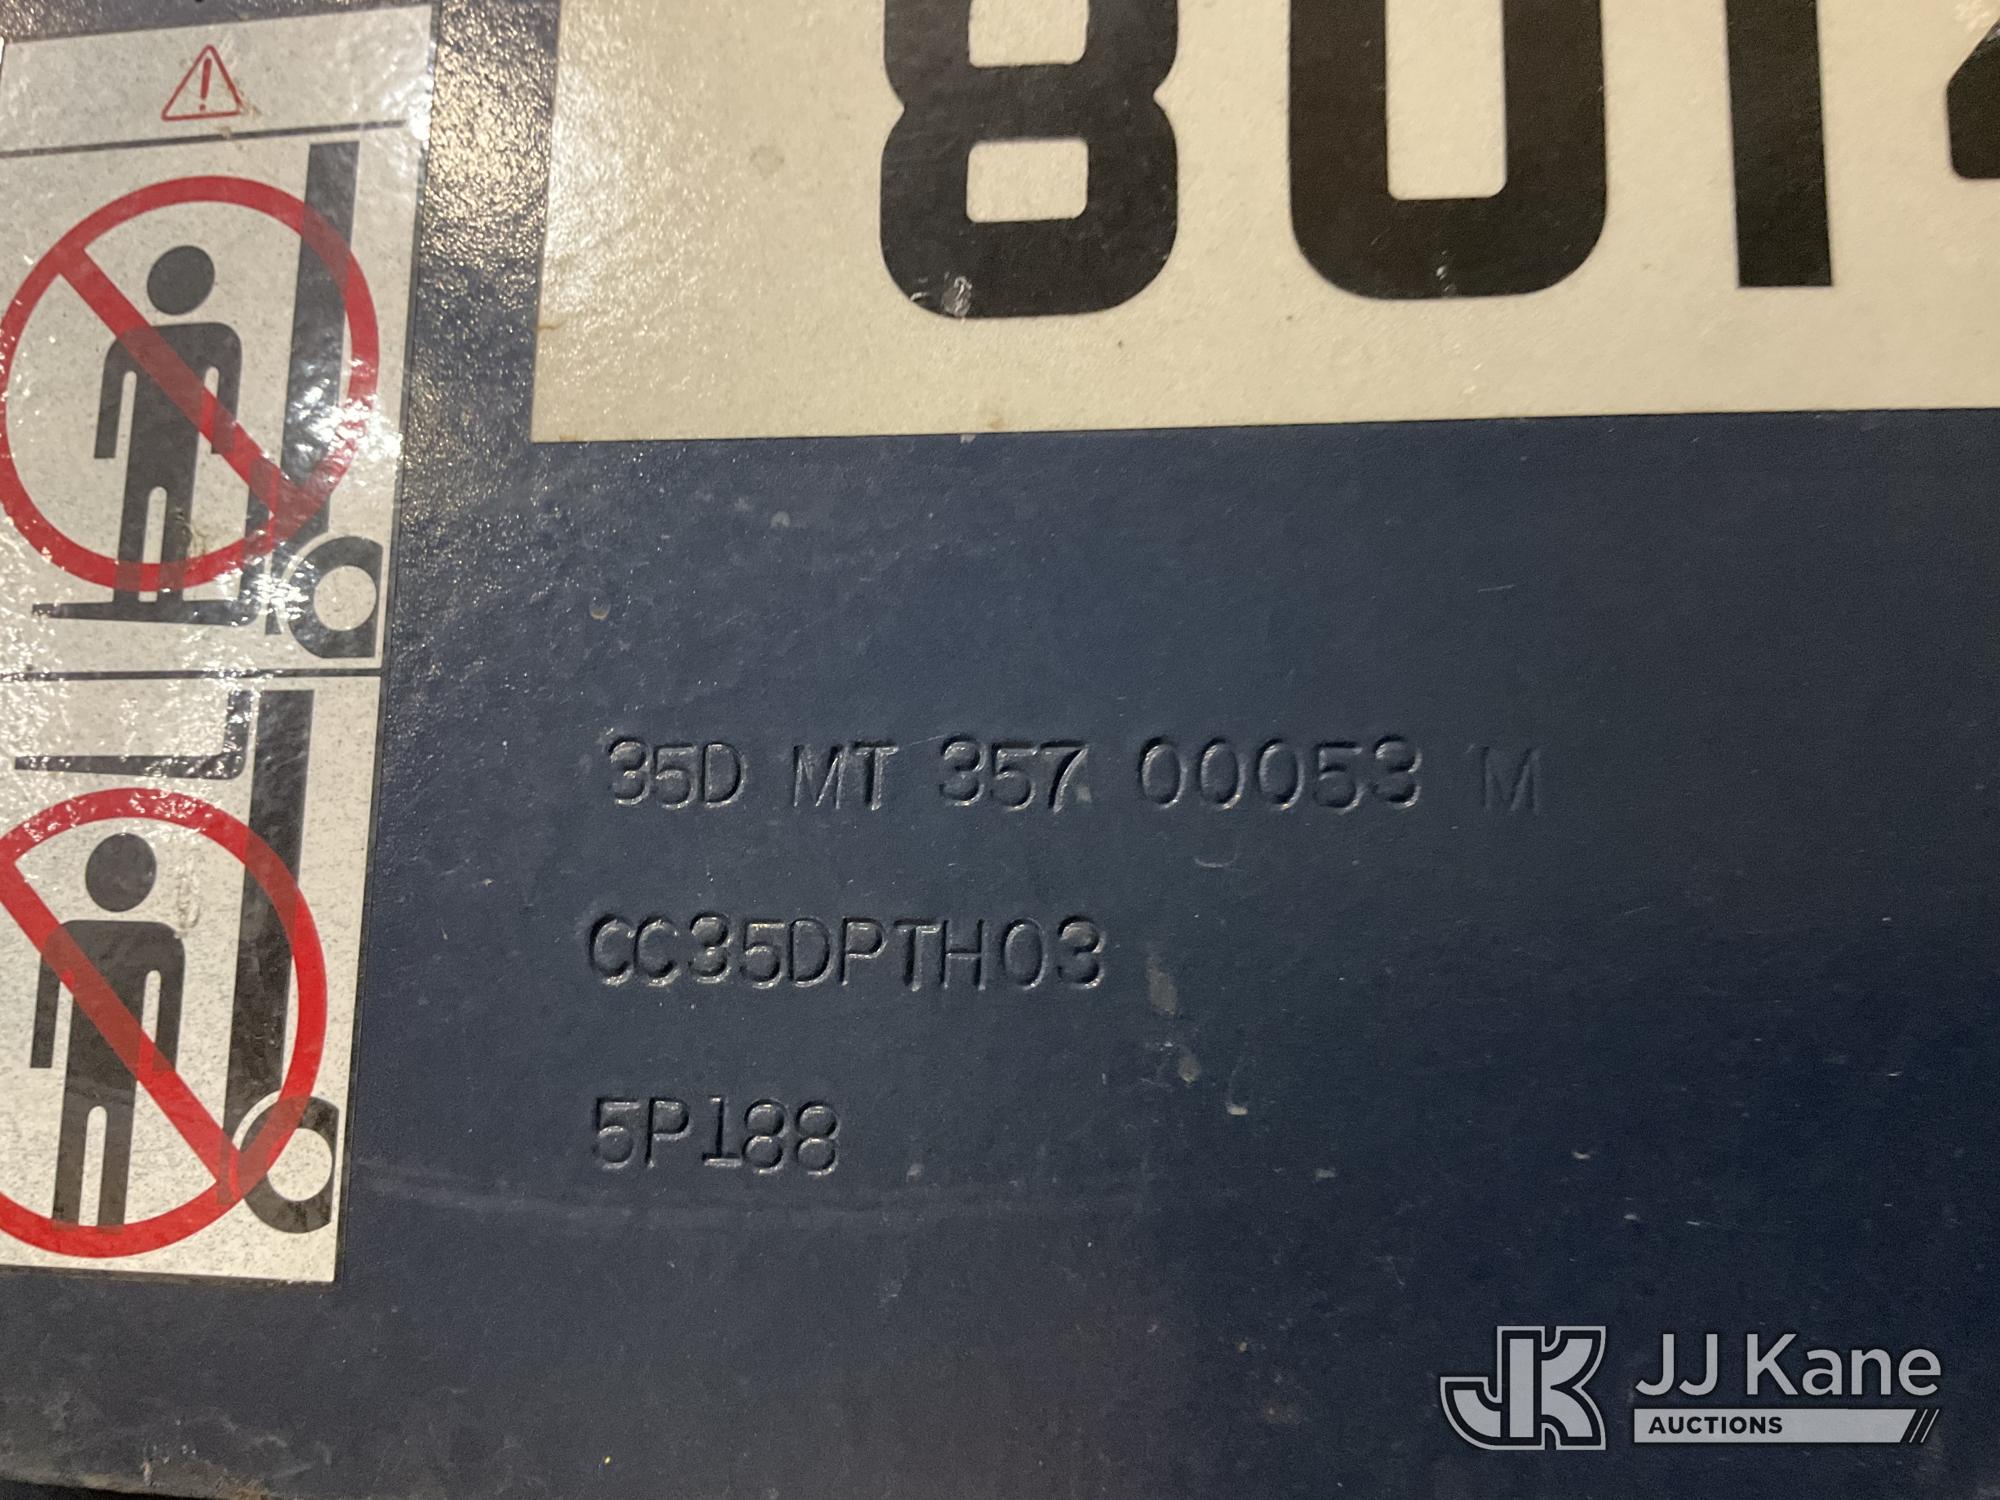 801
35D MT 357 00053 M
CC35DPTH03
5P188
JJ Kane
AUCTIONS